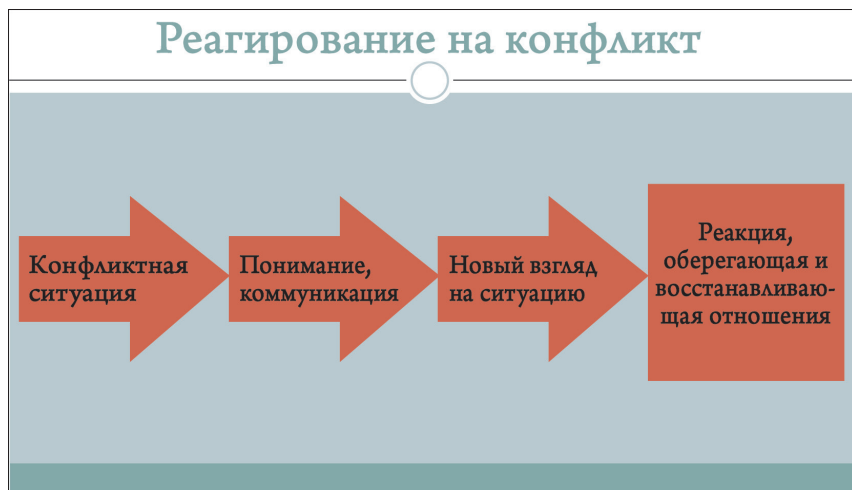 Реагирование на конфликт
Конфликтная
ситуация
Понимание,
коммуникация
Новый взгляд
на ситуацию
Реакция,
оберегающая и
восстанавливаю-
щая отношения